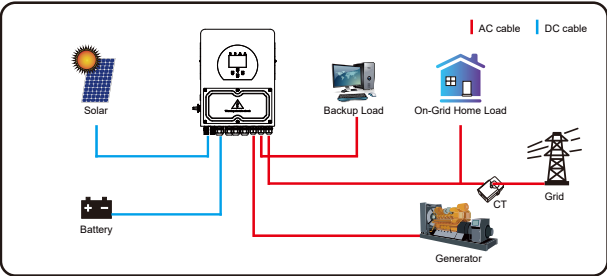 AC cable
DC cable
Solar
Backup Load
On-Grid Home Load
CT
Grid
Battery
Generator